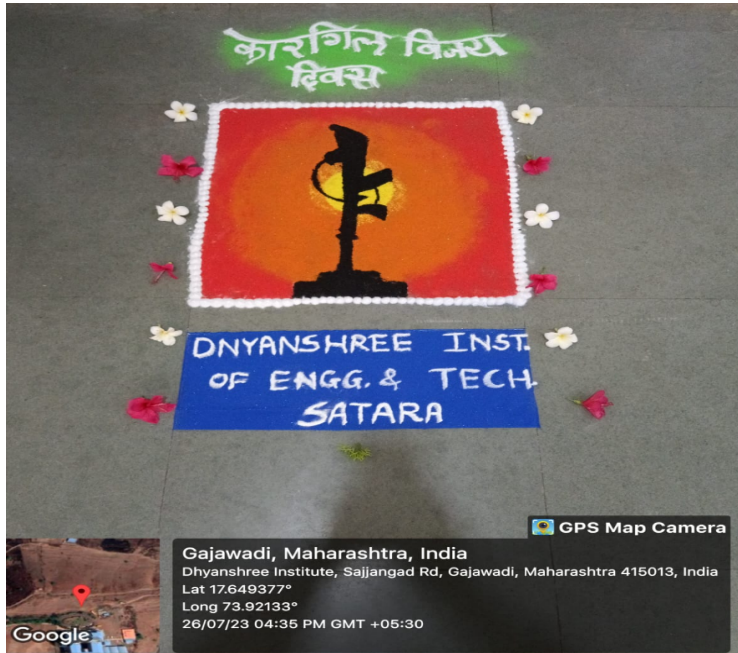 कारगिल विजय
दिवस
DNYANSHREE INST.
OF ENGG. & TECH.
SATARA
GPS Map Camera
Gajawadi, Maharashtra, India
Dhyanshree Institute, Sajjangad Rd, Gajawadi, Maharashtra 415013, India
Lat 17.649377°
Long 73.92133°
26/07/23 04:35 PM GMT +05:30
Google